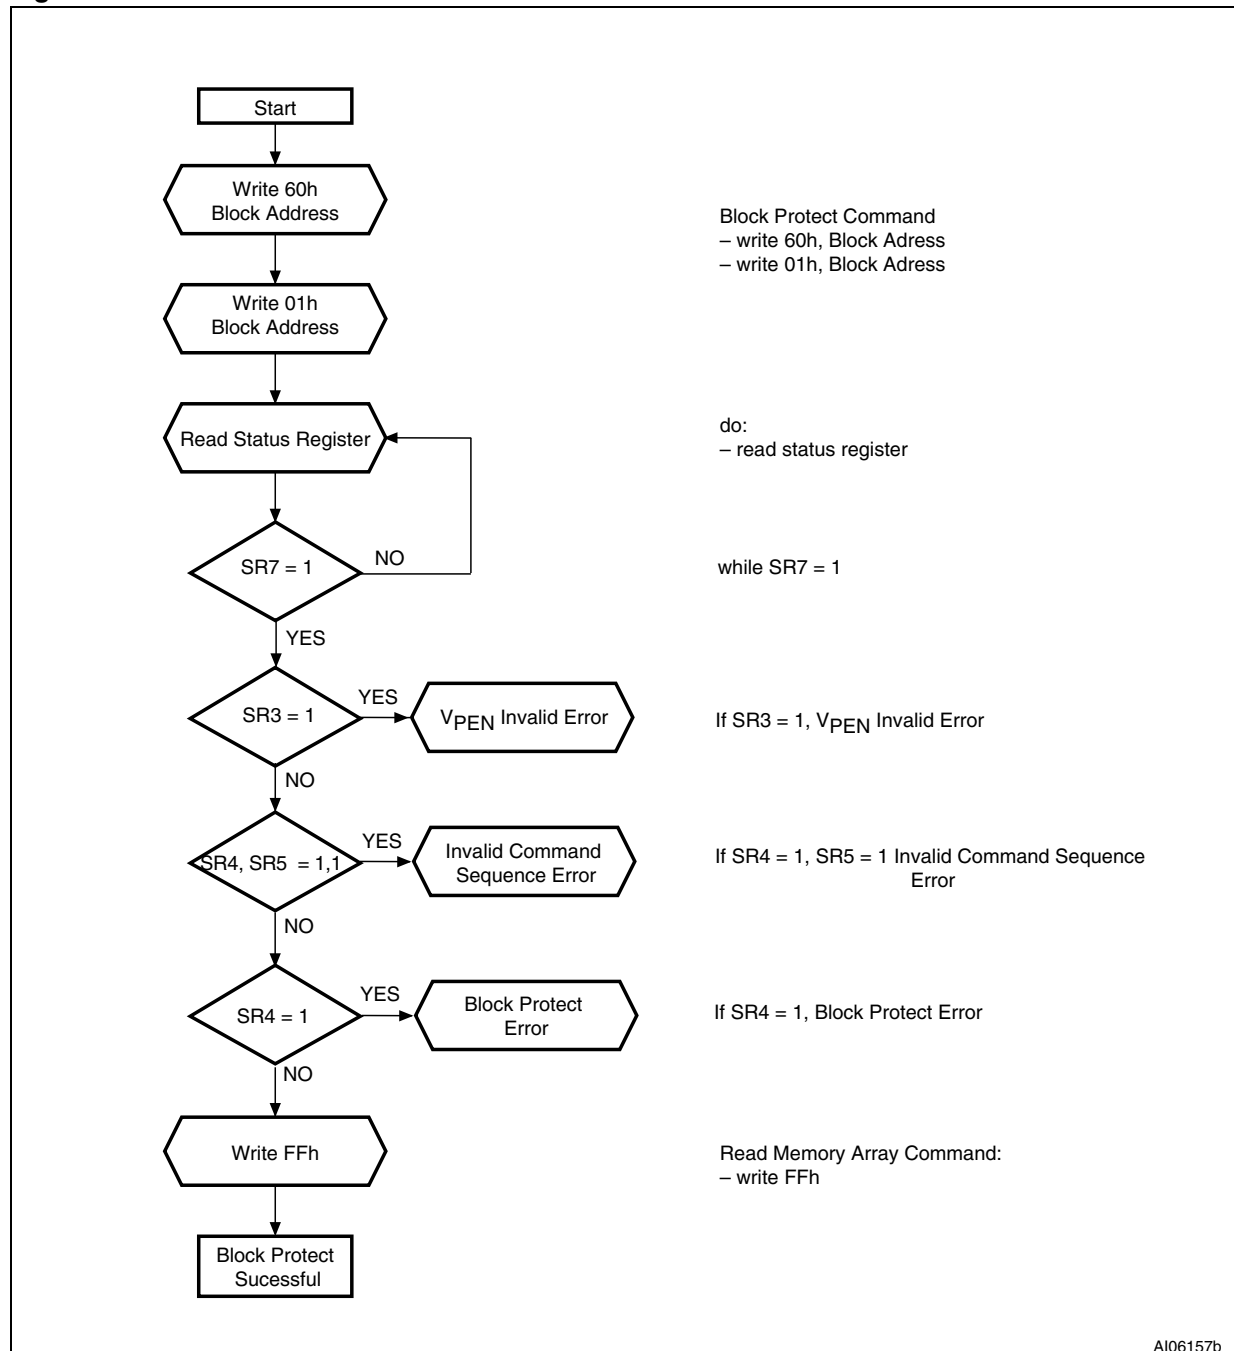 Start
Write 60h
Block Address
Block Protect Command
– write 60h, Block Adress
– write 01h, Block Adress
Write 01h
Block Address
Read Status Register
do:
– read status register
SR7 = 1
NO
while SR7 = 1
YES
SR3 = 1
YES
VPEN Invalid Error
If SR3 = 1, VPEN Invalid Error
NO
SR4, SR5 = 1,1
YES
Invalid Command
Sequence Error
If SR4 = 1, SR5 = 1 Invalid Command Sequence
Error
NO
SR4 = 1
YES
Block Protect
Error
If SR4 = 1, Block Protect Error
NO
Write FFh
Read Memory Array Command:
– write FFh
Block Protect
Sucessful
AI06157b